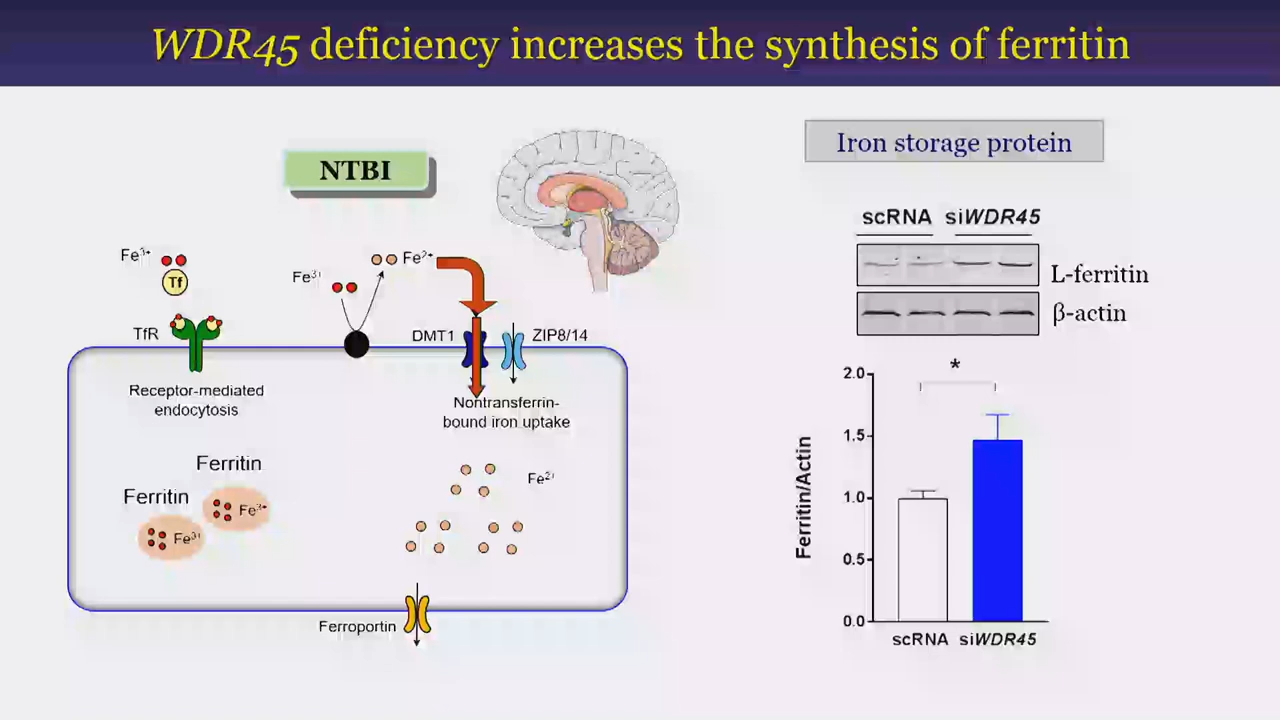 WDR45 deficiency increases the synthesis of ferritin
NTBI
Fe³⁺
Tf
TfR
Receptor-mediated
endocytosis
Fe³⁺
Fe²⁺
DMT1
ZIP8/14
Nontransferrin-
bound iron uptake
Ferritin
Ferritin
Fe³⁺
Fe³⁺
Fe²⁺
Ferroportin
Iron storage protein
scRNA siWDR45
L-ferritin
β-actin
*
2.0
1.5
1.0
0.5
0.0
Ferritin/Actin
scRNA siWDR45